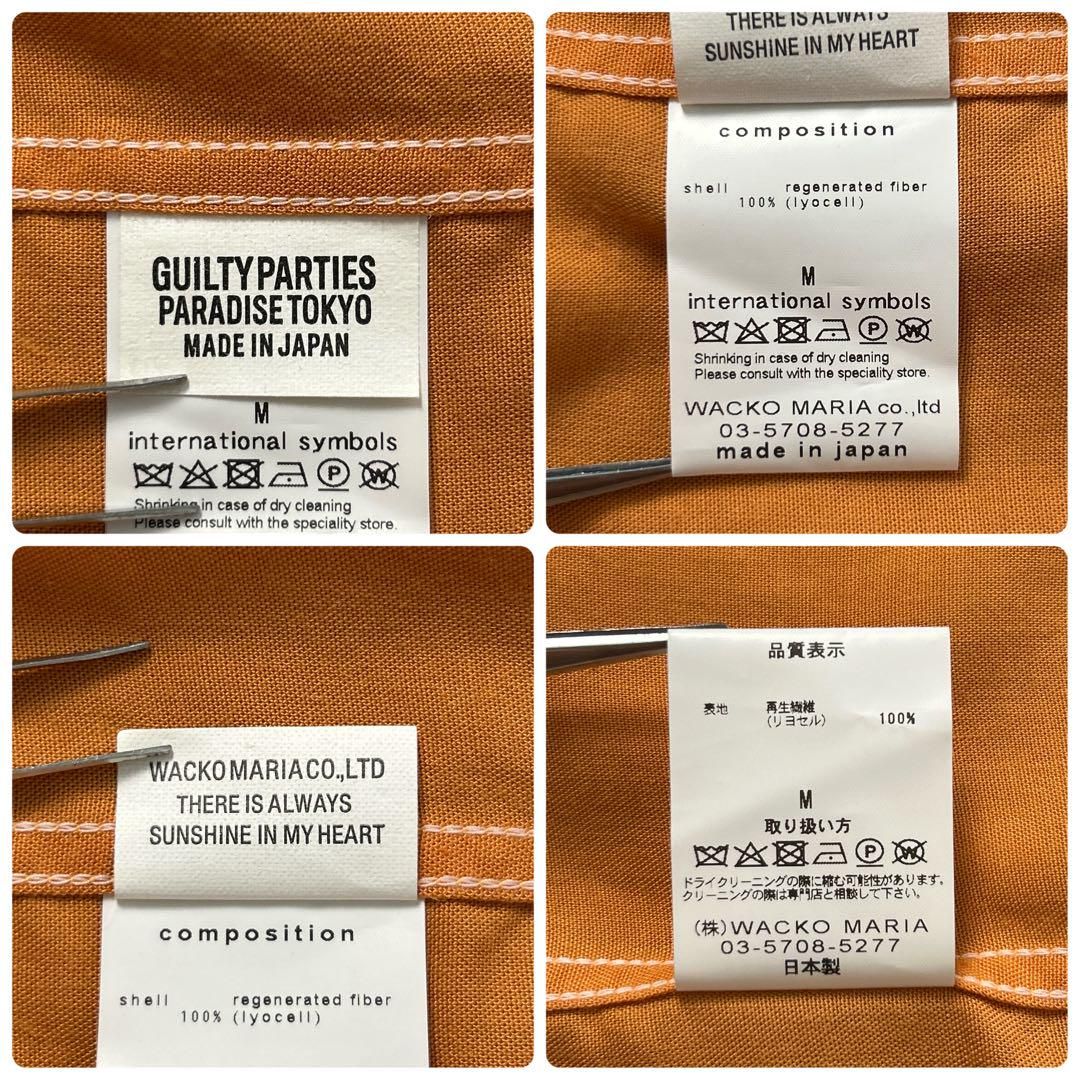 GUILTY PARTIES
PARADISE TOKYO
MADE IN JAPAN
M
international symbols
P W
Shrinking in case of dry cleaning
Please consult with the speciality store.
THERE IS ALWAYS
SUNSHINE IN MY HEART
composition
shell regenerated fiber
100% (lyocell)
M
international symbols
P W
Shrinking in case of dry cleaning
Please consult with the speciality store.
WACKO MARIA co.,ltd
03-5708-5277
made in japan
WACKO MARIA CO.,LTD
THERE IS ALWAYS
SUNSHINE IN MY HEART
composition
shell regenerated fiber
100% (lyocell)
品質表示
表地 再生繊維 100%
(リヨセル)
M
取り扱い方
P W
ドライクリーニングの際に縮む可能性があります。
クリーニングの際は専門店と相談して下さい。
(株)WACKO MARIA
03-5708-5277
日本製